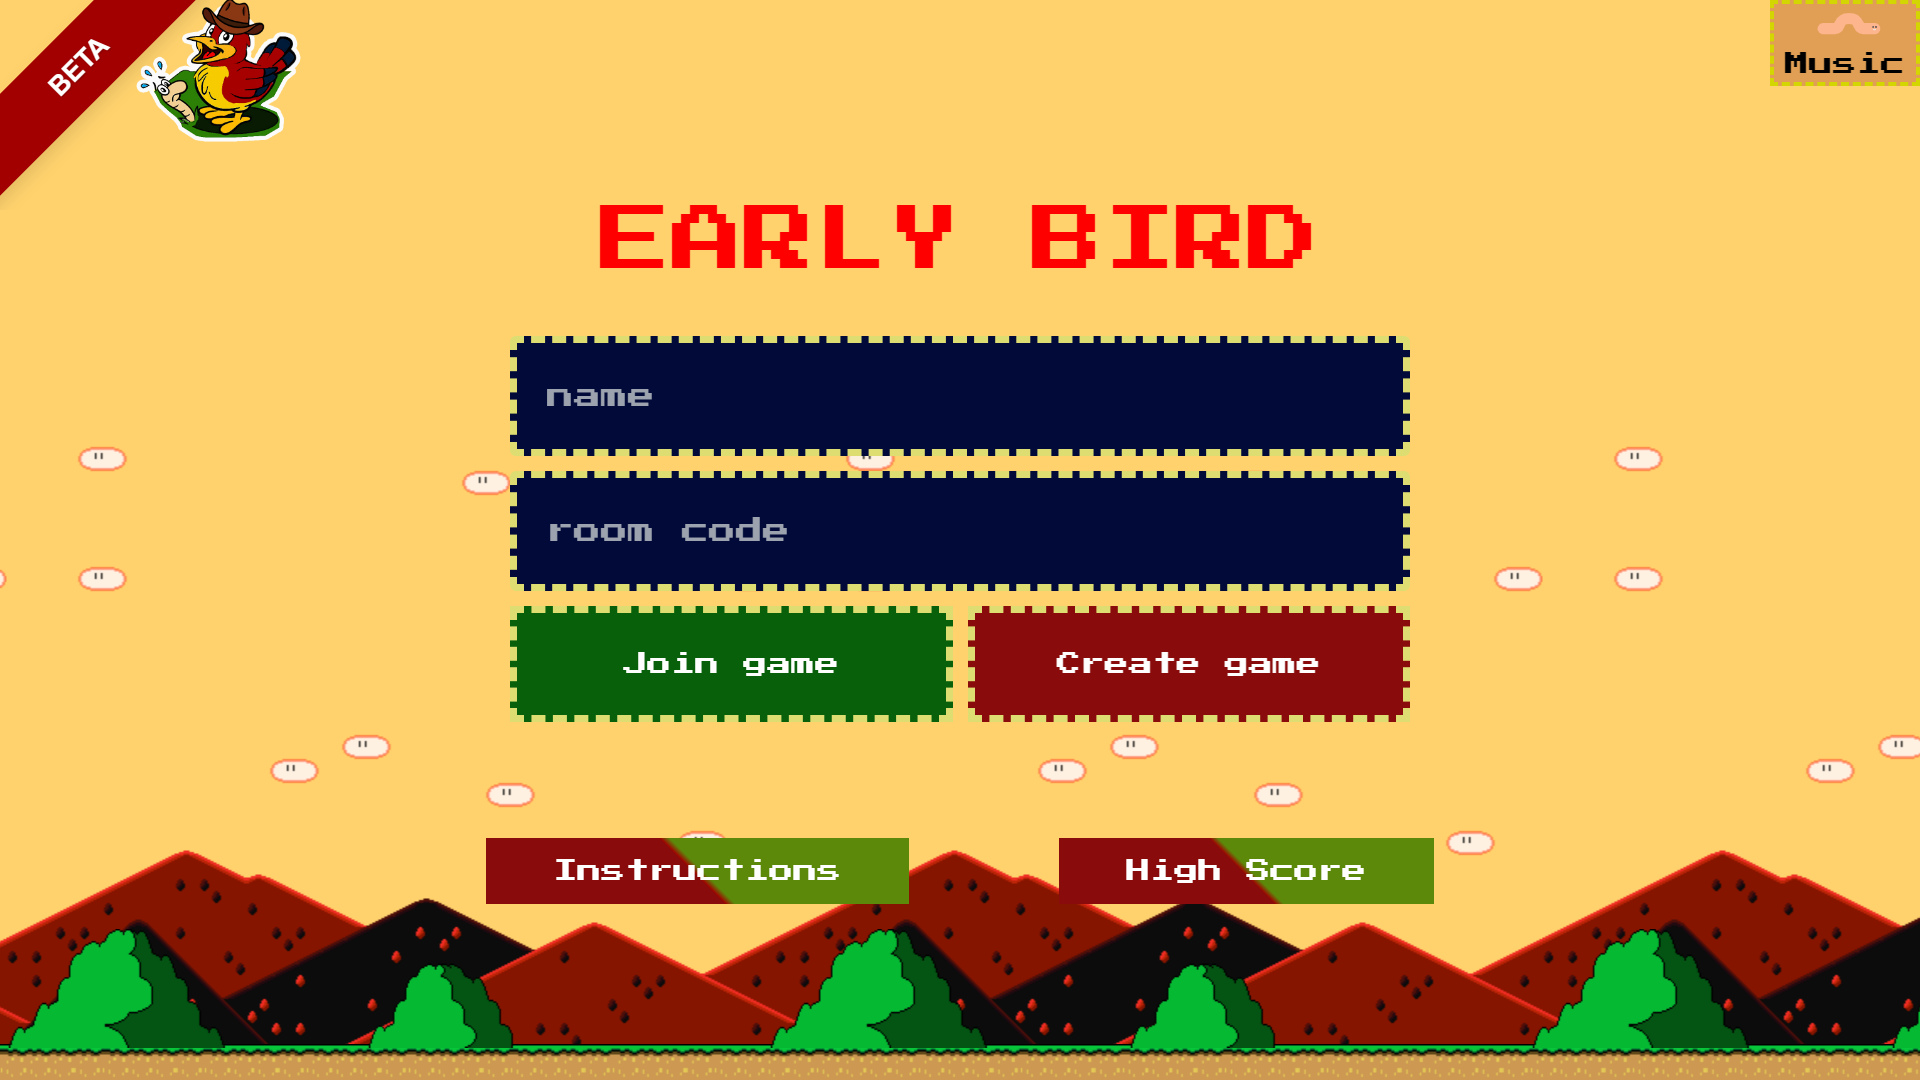 BETA
Music
EARLY BIRD
name
room code
Join game
Create game
Instructions
High Score